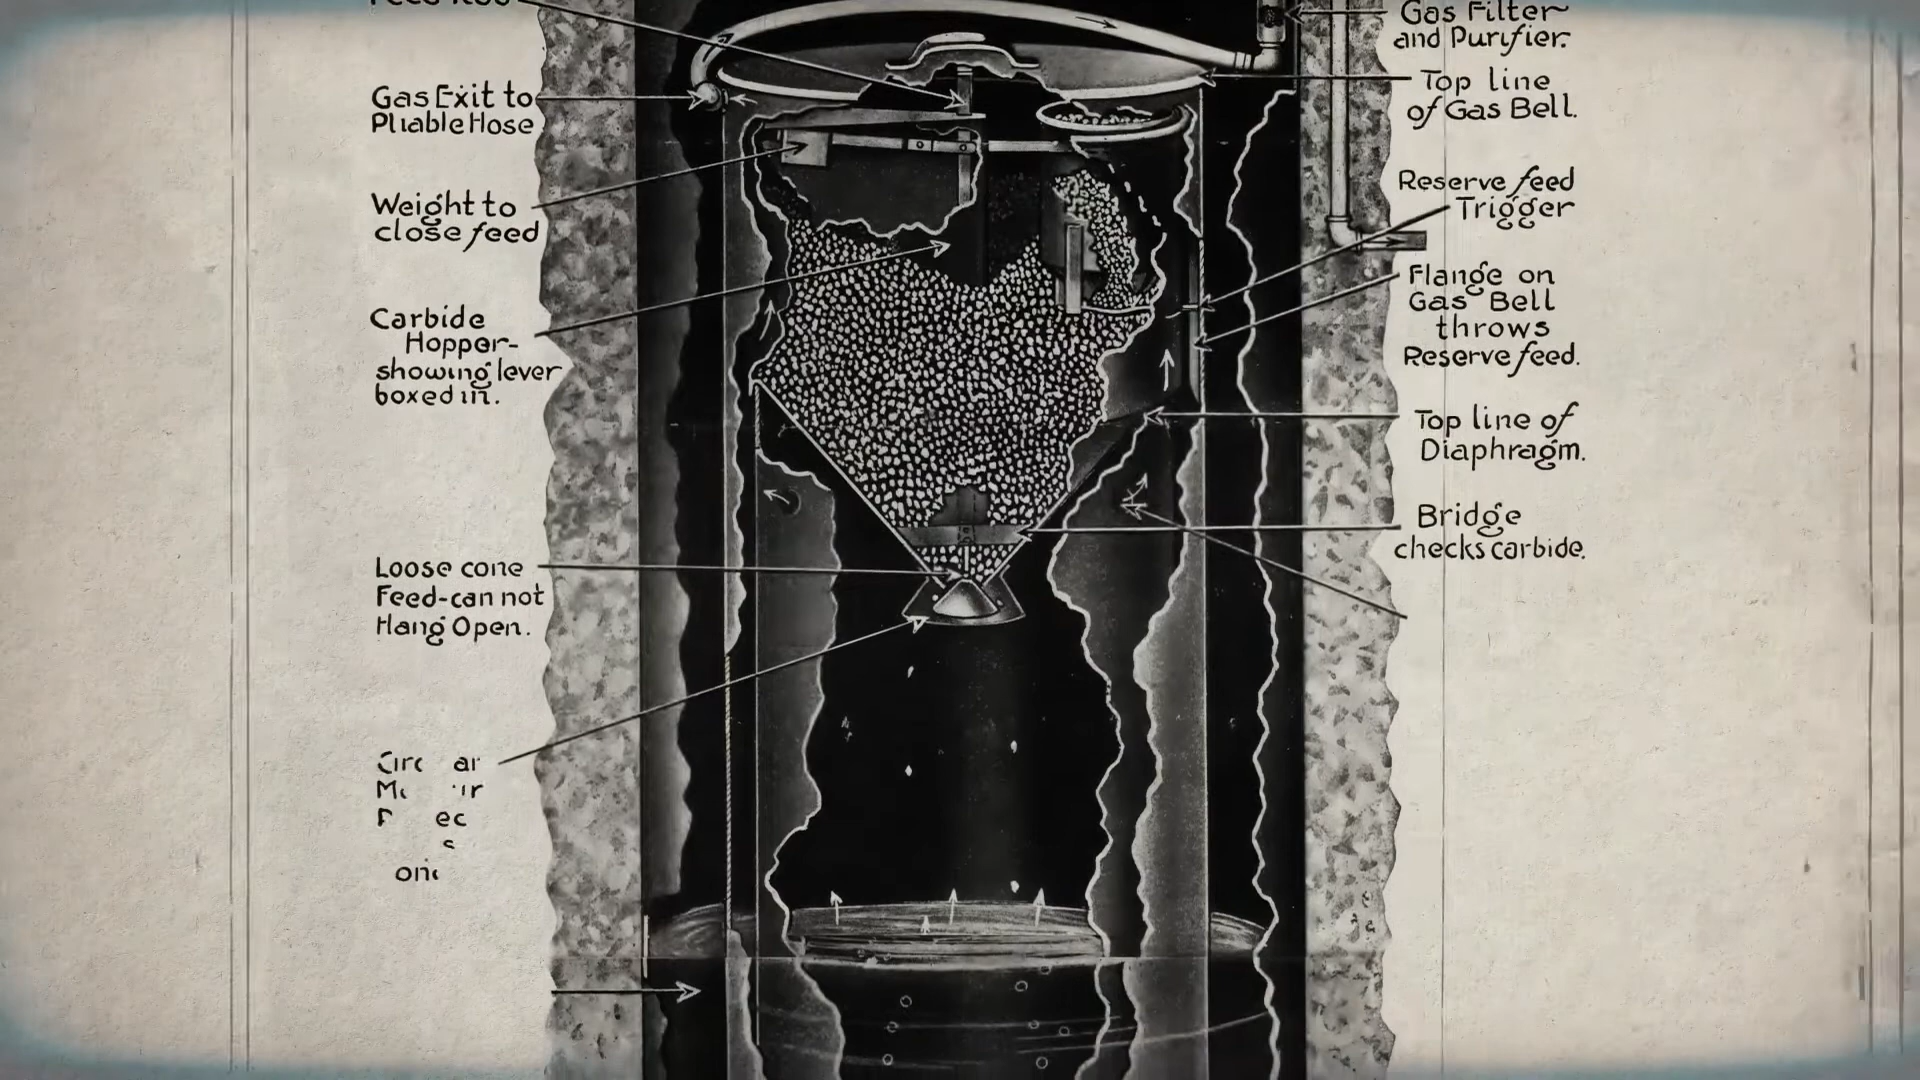 Gas Exit to
Pliable Hose
Weight to
close feed
Carbide
Hopper-
showing lever
boxed in.
Loose cone
Feed-can not
Hang Open.
Gas Filter
and Purifier.
Top line
of Gas Bell.
Reserve feed
Trigger
Flange on
Gas Bell
throws
Reserve feed.
Top line of
Diaphragm.
Bridge
checks carbide.